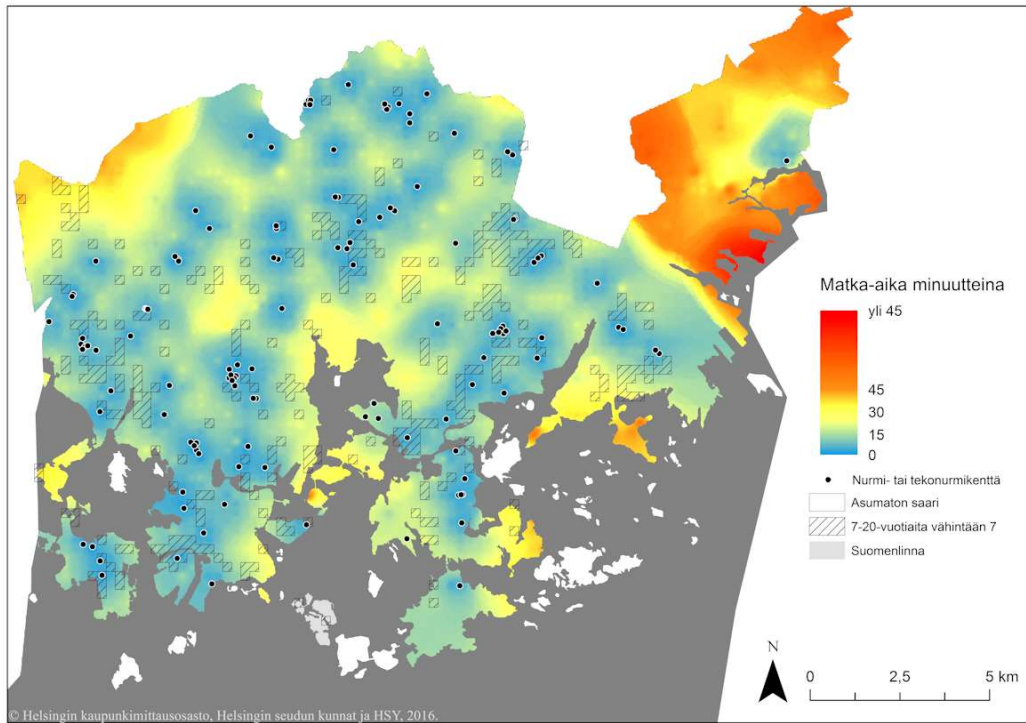 Matka-aika minuutteina
yli 45
45
30
15
0
Nurmi- tai tekonurmikenttä
Asumaton saari
7-20-vuotiaita vähintään 7
Suomenlinna
N
0 2,5 5 km
© Helsingin kaupunkimittausosasto, Helsingin seudun kunnat ja HSY, 2016.